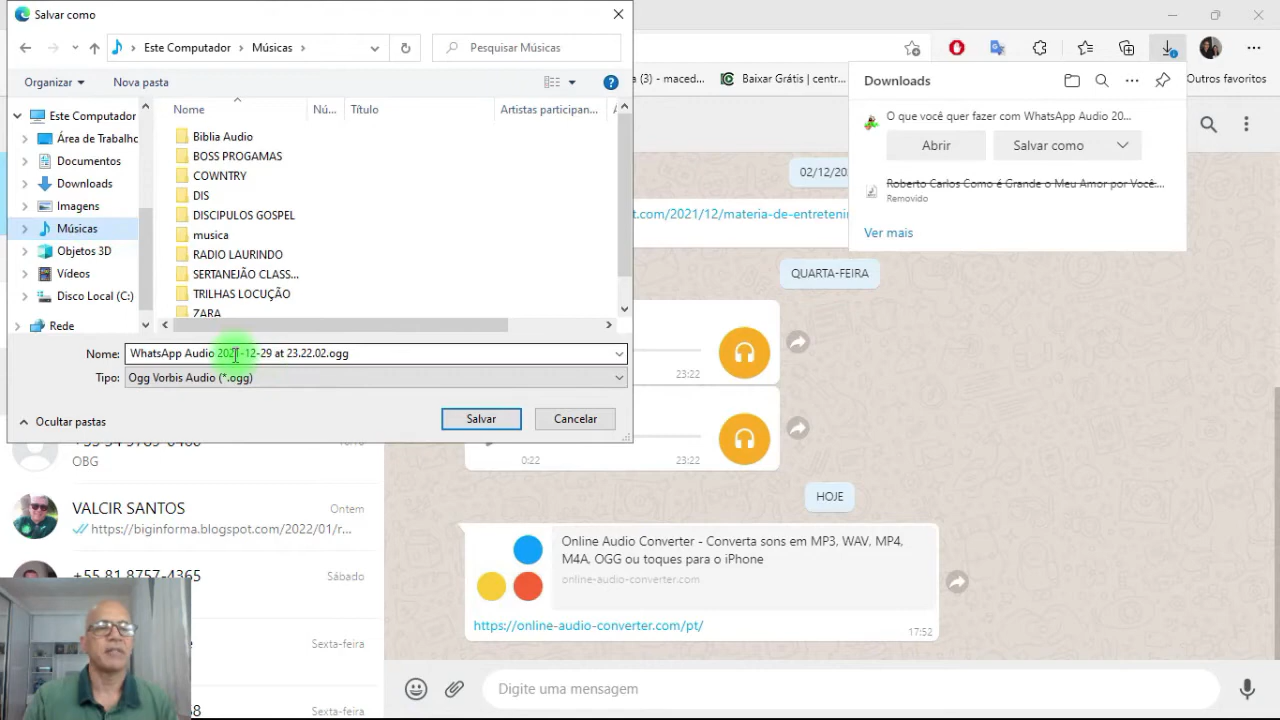 Salvar como
Este Computador
Músicas
Pesquisar Músicas
Organizar
Nova pasta
Nome
Nú...
Título
Artistas participan...
Este Computador
Área de Trabalho
Documentos
Downloads
Imagens
Músicas
Objetos 3D
Vídeos
Disco Local (C:)
Rede
Biblia Audio
BOSS PROGAMAS
COWNTRY
DIS
DISCIPULOS GOSPEL
musica
RADIO LAURINDO
SERTANEJÃO CLASS...
TRILHAS LOCUÇÃO
ZARA
Nome: WhatsApp Audio 2021-12-29 at 23.22.02.ogg
Tipo: Ogg Vorbis Audio (*.ogg)
Ocultar pastas
Salvar
Cancelar
a (3) - maced...
Baixar Grátis | centr...
Outros favoritos
Downloads
O que você quer fazer com WhatsApp Audio 20...
Abrir
Salvar como
Roberto Carlos Como é Grande o Meu Amor por Você....
Removido
Ver mais
02/12/20
t.com/2021/12/materia-de-entreteni
QUARTA-FEIRA
23:22
0:22
23:22
HOJE
Online Audio Converter - Converta sons em MP3, WAV, MP4,
M4A, OGG ou toques para o iPhone
online-audio-converter.com
https://online-audio-converter.com/pt/
17:52
Digite uma mensagem
OBG
VALCIR SANTOS
Ontem
https://biginforma.blogspot.com/2022/01/r...
+55 81 8757-4365
Sábado
Sexta-feira
Sexta-feira